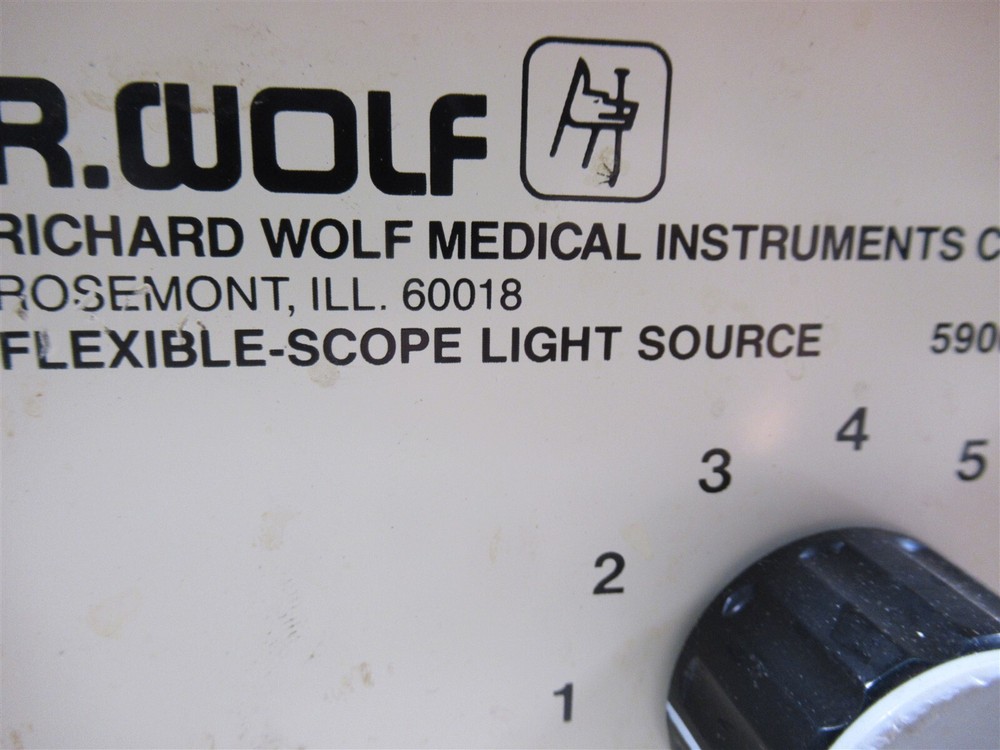 R.WOLF
RICHARD WOLF MEDICAL INSTRUMENTS C
ROSEMONT, ILL. 60018
FLEXIBLE-SCOPE LIGHT SOURCE 590
4
3
5
2
1